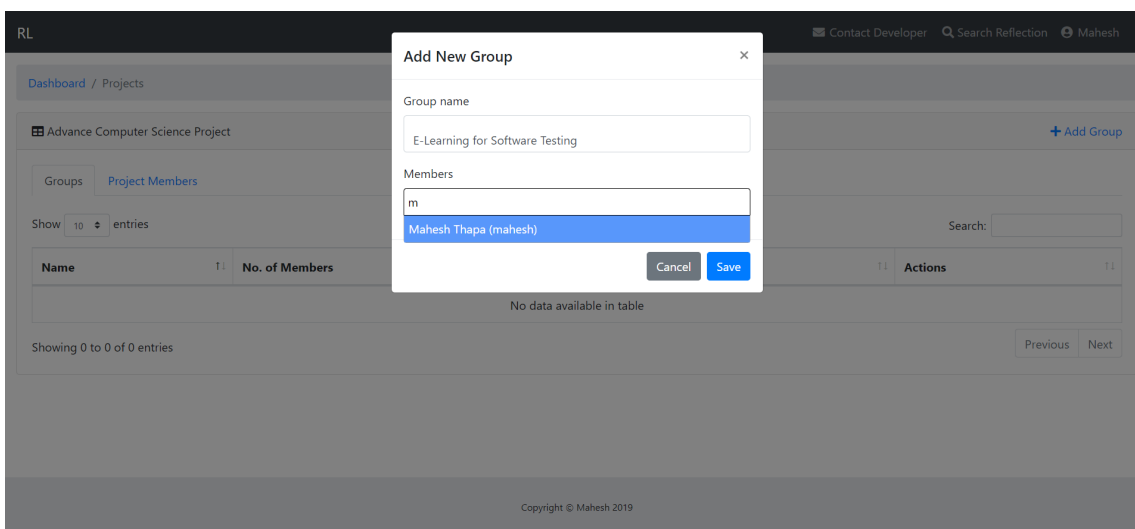 RL Contact Developer Search Reflection Mahesh
Add New Group ×
Dashboard / Projects
Group name
Advance Computer Science Project + Add Group
E-Learning for Software Testing
Members
Groups Project Members
m
Show 10 entries Search:
Mahesh Thapa (mahesh)
Cancel Save
Name No. of Members Actions
No data available in table
Showing 0 to 0 of 0 entries Previous Next
Copyright © Mahesh 2019